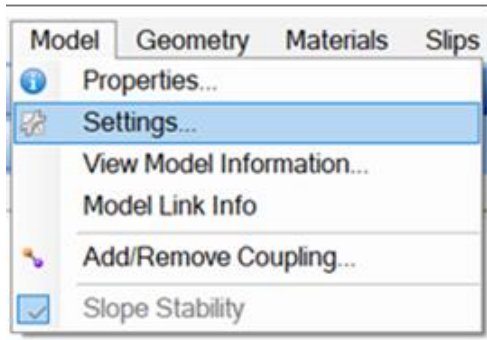 Model Geometry Materials Slips
Properties...
Settings...
View Model Information...
Model Link Info
Add/Remove Coupling...
Slope Stability